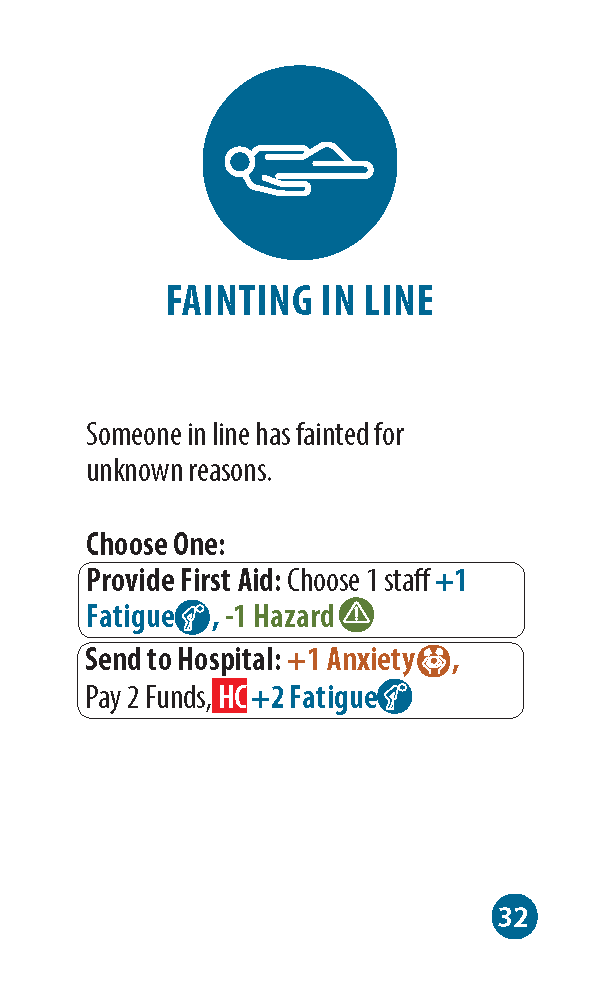 FAINTING IN LINE
Someone in line has fainted for
unknown reasons.
Choose One:
Provide First Aid: Choose 1 staff +1
Fatigue, -1 Hazard
Send to Hospital: +1 Anxiety,
Pay 2 Funds, HC +2 Fatigue
32